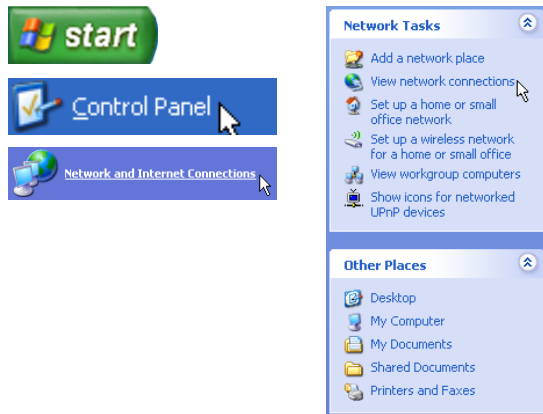 start
Control Panel
Network and Internet Connections
Network Tasks
Add a network place
View network connections
Set up a home or small
office network
Set up a wireless network
for a home or small office
View workgroup computers
Show icons for networked
UPnP devices
Other Places
Desktop
My Computer
My Documents
Shared Documents
Printers and Faxes